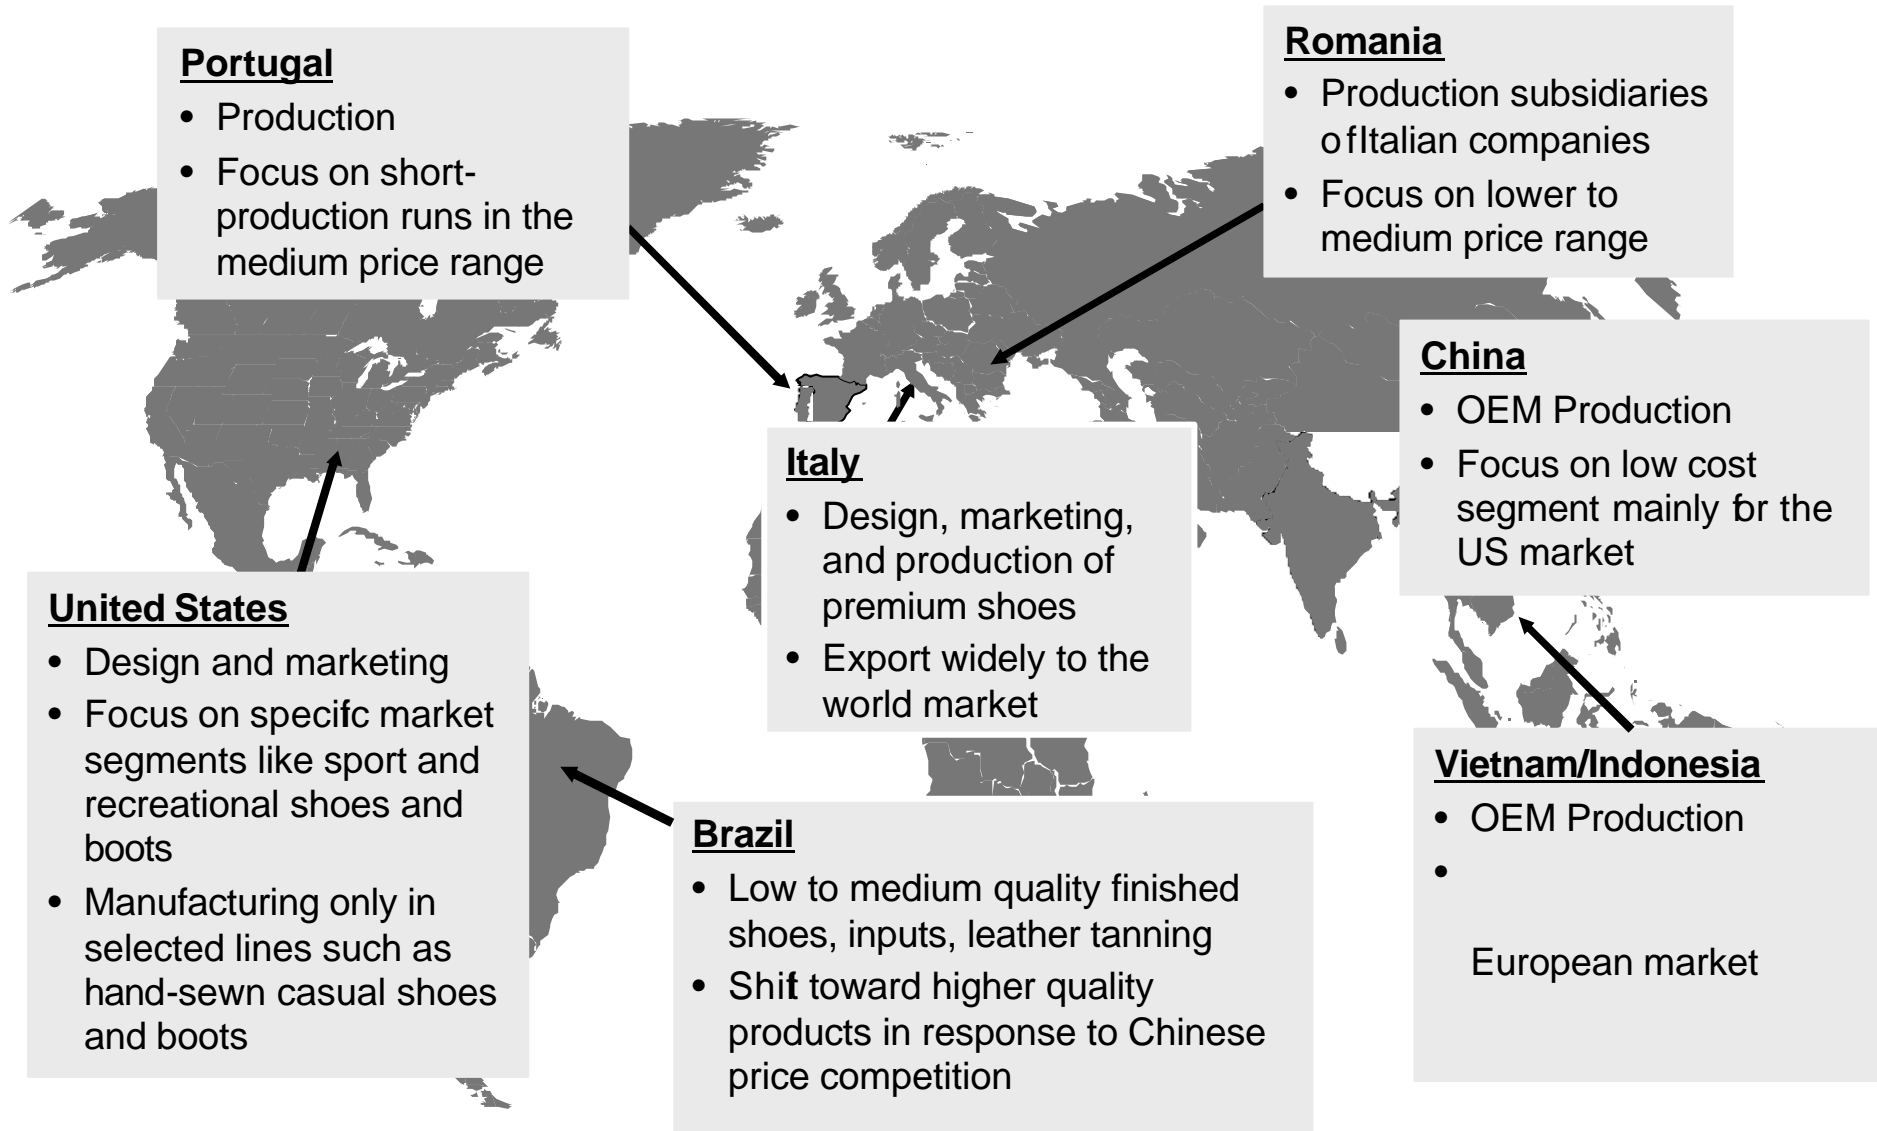 Portugal
• Production
• Focus on short-
production runs in the
medium price range
Romania
• Production subsidiaries
of Italian companies
• Focus on lower to
medium price range
China
• OEM Production
• Focus on low cost
segment mainly for the
US market
Italy
• Design, marketing,
and production of
premium shoes
• Export widely to the
world market
United States
• Design and marketing
• Focus on specific market
segments like sport and
recreational shoes and
boots
• Manufacturing only in
selected lines such as
hand-sewn casual shoes
and boots
Brazil
• Low to medium quality finished
shoes, inputs, leather tanning
• Shift toward higher quality
products in response to Chinese
price competition
Vietnam/Indonesia
• OEM Production
•
European market